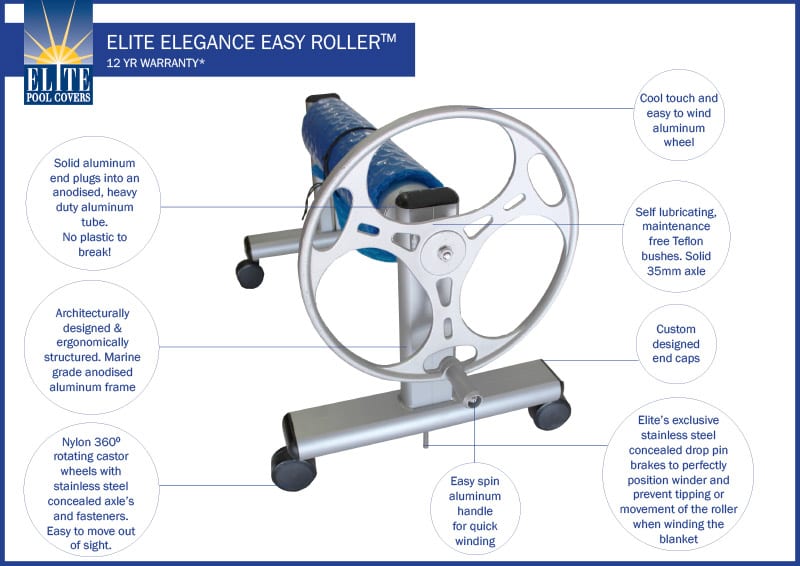 ELITE
POOL COVERS
ELITE ELEGANCE EASY ROLLER™
12 YR WARRANTY*
Solid aluminum
end plugs into an
anodised, heavy
duty aluminum
tube.
No plastic to
break!
Architecturally
designed &
ergonomically
structured. Marine
grade anodised
aluminum frame
Nylon 360º
rotating castor
wheels with
stainless steel
concealed axle's
and fasteners.
Easy to move out
of sight.
Cool touch and
easy to wind
aluminum
wheel
Self lubricating,
maintenance
free Teflon
bushes. Solid
35mm axle
Custom
designed
end caps
Elite's exclusive
stainless steel
concealed drop pin
brakes to perfectly
position winder and
prevent tipping or
movement of the roller
when winding the
blanket
Easy spin
aluminum
handle
for quick
winding